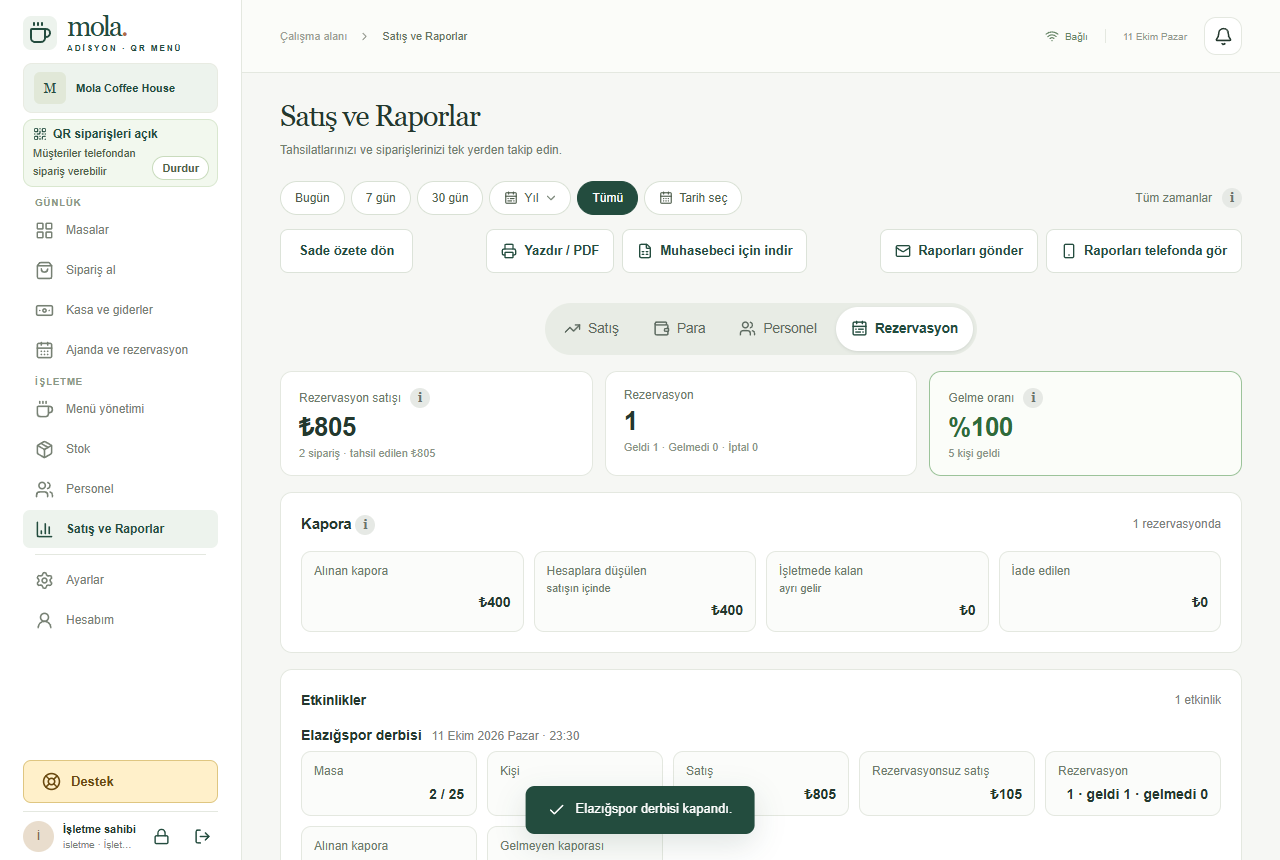 mola.
ADİSYON · QR MENÜ
M
Mola Coffee House
QR siparişleri açık
Müşteriler telefondan
sipariş verebilir
Durdur
GÜNLÜK
Masalar
Sipariş al
Kasa ve giderler
Ajanda ve rezervasyon
İŞLETME
Menü yönetimi
Stok
Personel
Satış ve Raporlar
Ayarlar
Hesabım
Destek
İ
İşletme sahibi
isletme · İşlet...
Çalışma alanı
Satış ve Raporlar
Bağlı
11 Ekim Pazar
Satış ve Raporlar
Tahsilatlarınızı ve siparişlerinizi tek yerden takip edin.
Bugün
7 gün
30 gün
Yıl
Tümü
Tarih seç
Tüm zamanlar
i
Sade özete dön
Yazdır / PDF
Muhasebeci için indir
Raporları gönder
Raporları telefonda gör
Satış
Para
Personel
Rezervasyon
Rezervasyon satışı i
₺805
2 sipariş · tahsil edilen ₺805
Rezervasyon
1
Geldi 1 · Gelmedi 0 · İptal 0
Gelme oranı i
%100
5 kişi geldi
Kapora i
1 rezervasyonda
Alınan kapora
₺400
Hesaplara düşülen
satışın içinde
₺400
İşletmede kalan
ayrı gelir
₺0
İade edilen
₺0
Etkinlikler
1 etkinlik
Elazığspor derbisi 11 Ekim 2026 Pazar · 23:30
Masa
2 / 25
Kişi
Satış
₺805
Rezervasyonsuz satış
₺105
Rezervasyon
1 · geldi 1 · gelmedi 0
Elazığspor derbisi kapandı.
Alınan kapora
Gelmeyen kaporası